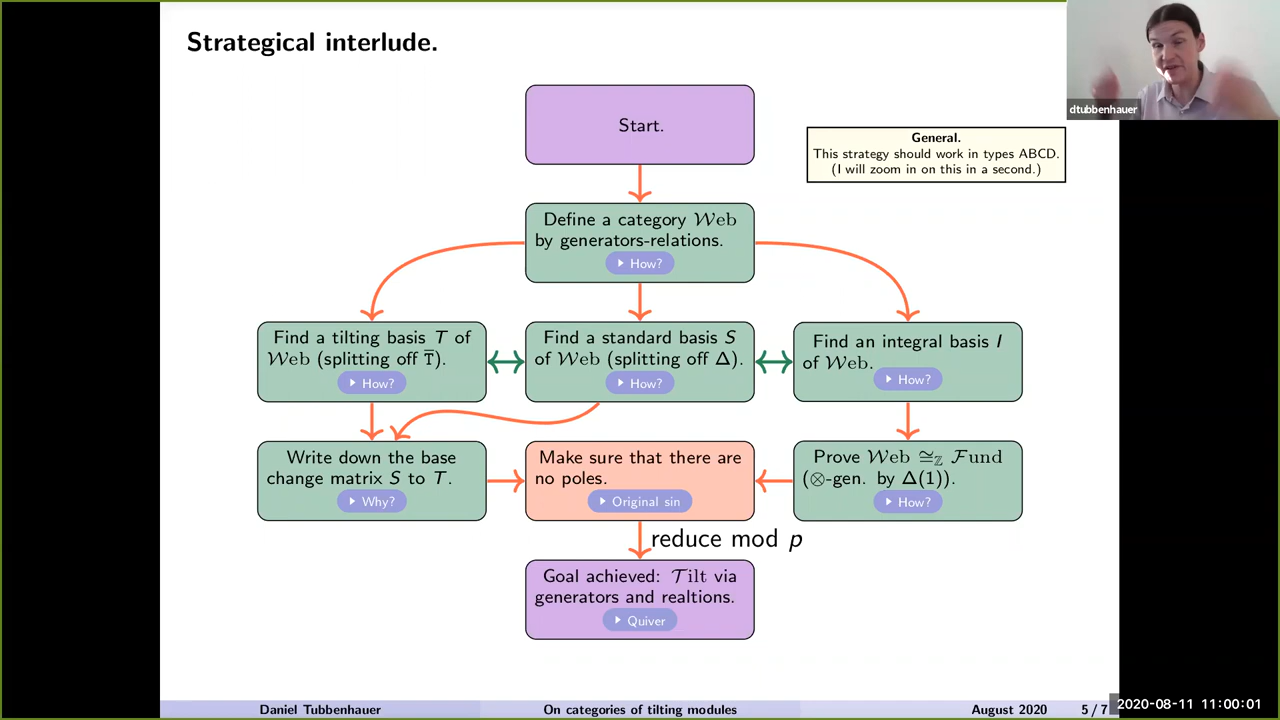 Strategical interlude.
dtubbenhauer
Start.
General.
This strategy should work in types ABCD.
(I will zoom in on this in a second.)
Define a category Web
by generators-relations.
How?
Find a tilting basis T of
Web (splitting off T̅).
How?
Find a standard basis S
of Web (splitting off Δ).
How?
Find an integral basis I
of Web.
How?
Write down the base
change matrix S to T.
Why?
Make sure that there are
no poles.
Original sin
Prove Web ≅ℤ Fund
(⊗-gen. by Δ(1)).
How?
reduce mod p
Goal achieved: Tilt via
generators and realtions.
Quiver
Daniel Tubbenhauer On categories of tilting modules August 2020 5 / 7
2020-08-11 11:00:01